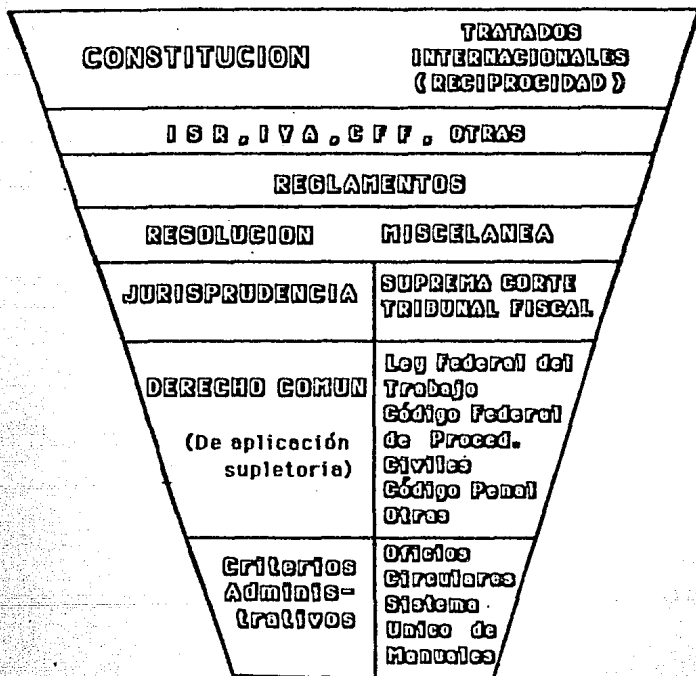 CONSTITUCION
TRATADOS
INTERNACIONALES
(RECIPROCIDAD)
ISR, IVA, CFF, OTRAS
REGLAMENTOS
RESOLUCION MISCELANEA
JURISPRUDENCIA
SUPREMA CORTE
TRIBUNAL FISCAL
DERECHO COMUN
(De aplicación
supletoria)
Ley Federal del
Trabajo
Código Federal
de Proced.
Civiles
Código Penal
Otras
Criterios
Adminis-
trativos
Oficios
Circulares
Sistema
Unico de
Manuales